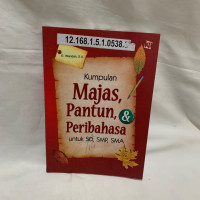 12.168.1.5.1.0538.
Kumpulan
Majas,
Pantun, &
Peribahasa
untuk SD, SMP, SMA